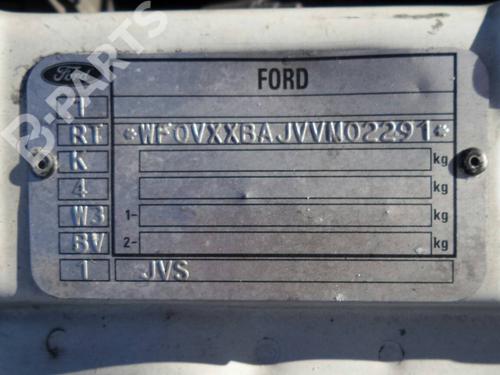 B-PARTS
Ford
FORD
T
RT *WF0VXXBAJVVM02291*
K kg
4 kg
W3 1- kg
BV 2- kg
1 JVS